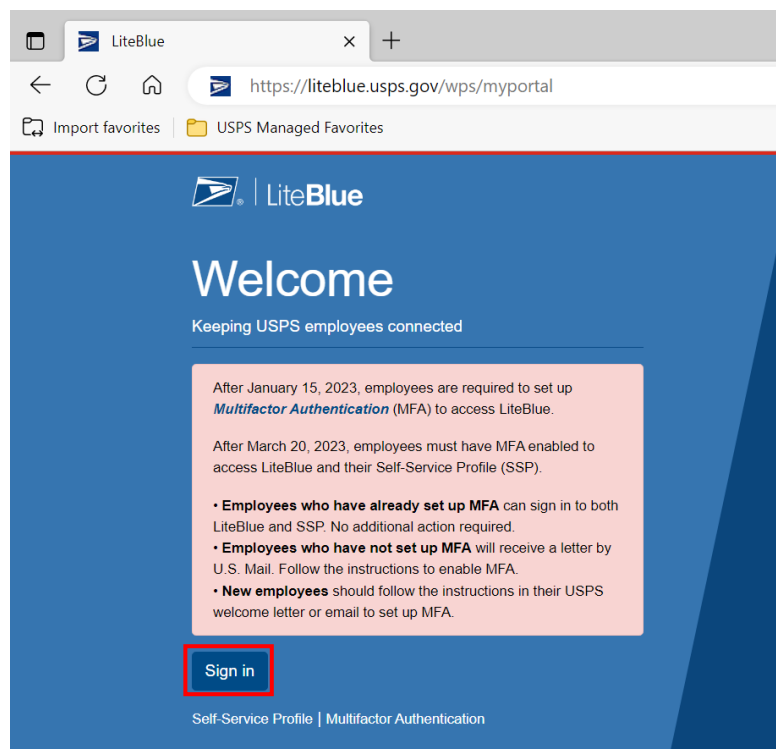 LiteBlue
https://liteblue.usps.gov/wps/myportal
Import favorites
USPS Managed Favorites
® LiteBlue
Welcome
Keeping USPS employees connected
After January 15, 2023, employees are required to set up
Multifactor Authentication (MFA) to access LiteBlue.
After March 20, 2023, employees must have MFA enabled to
access LiteBlue and their Self-Service Profile (SSP).
• Employees who have already set up MFA can sign in to both
LiteBlue and SSP. No additional action required.
• Employees who have not set up MFA will receive a letter by
U.S. Mail. Follow the instructions to enable MFA.
• New employees should follow the instructions in their USPS
welcome letter or email to set up MFA.
Sign in
Self-Service Profile | Multifactor Authentication